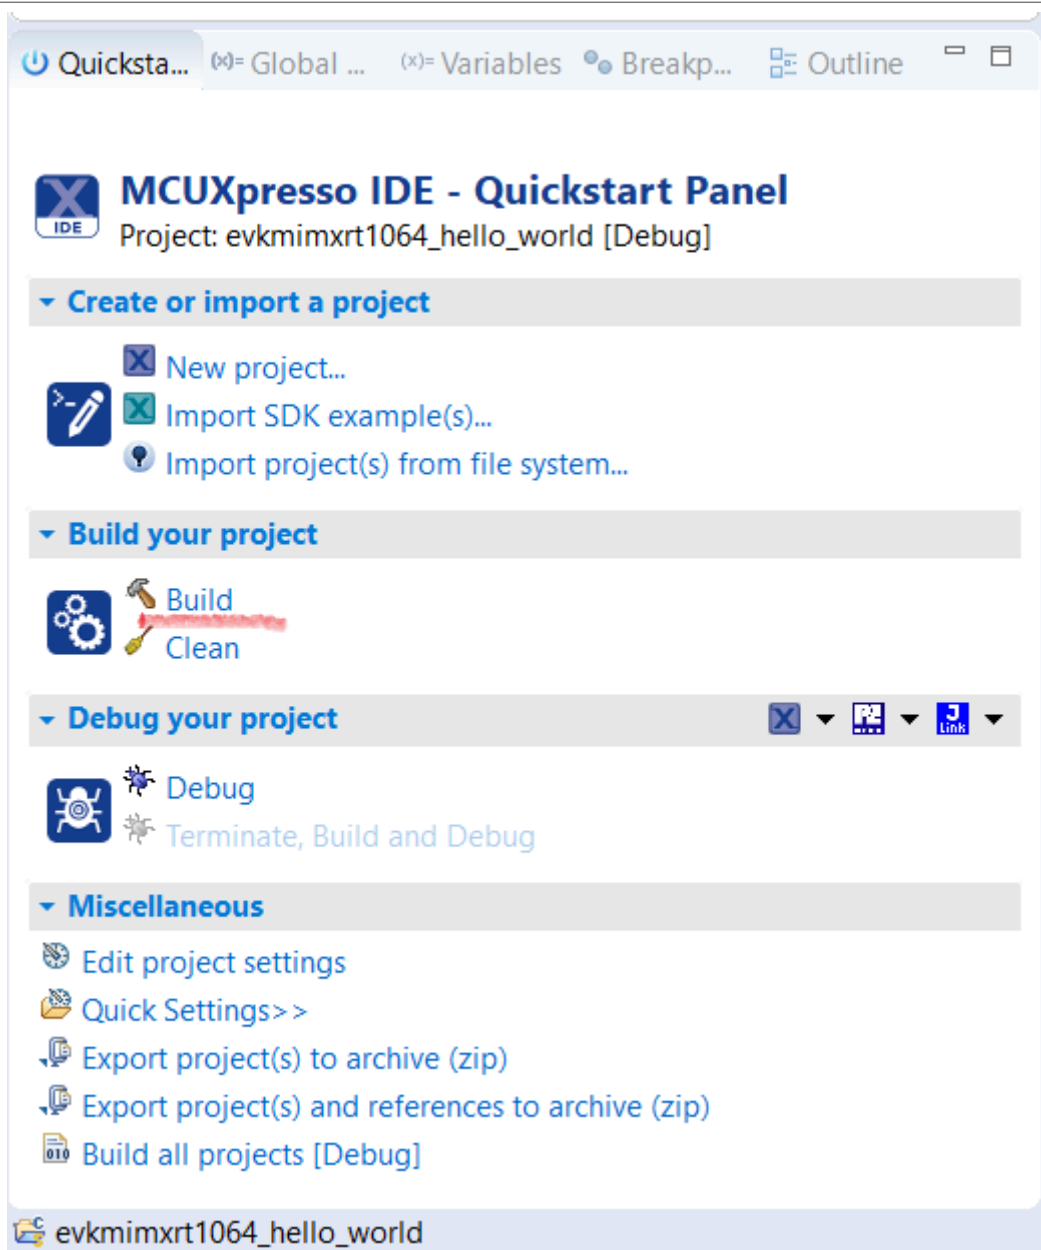 Quicksta... (x)= Global ... (x)= Variables Breakp... Outline
X
IDE
MCUXpresso IDE - Quickstart Panel
Project: evkmimxrt1064_hello_world [Debug]
Create or import a project
New project...
Import SDK example(s)...
Import project(s) from file system...
Build your project
Build
Clean
Debug your project
J
Link
Debug
Terminate, Build and Debug
Miscellaneous
Edit project settings
Quick Settings>>
Export project(s) to archive (zip)
Export project(s) and references to archive (zip)
010 Build all projects [Debug]
evkmimxrt1064_hello_world